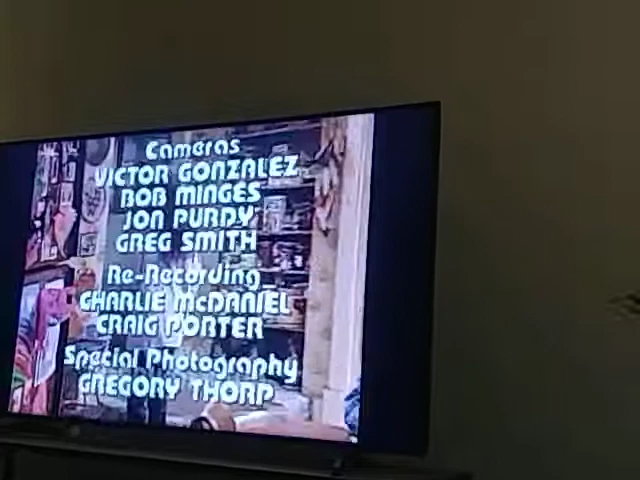 Cameras
VICTOR GONZALEZ
BOB MINGES
JON PURDY
GREG SMITH
Re-Recording
CHARLIE McDANIEL
CRAIG PORTER
Special Photography
GREGORY THORP